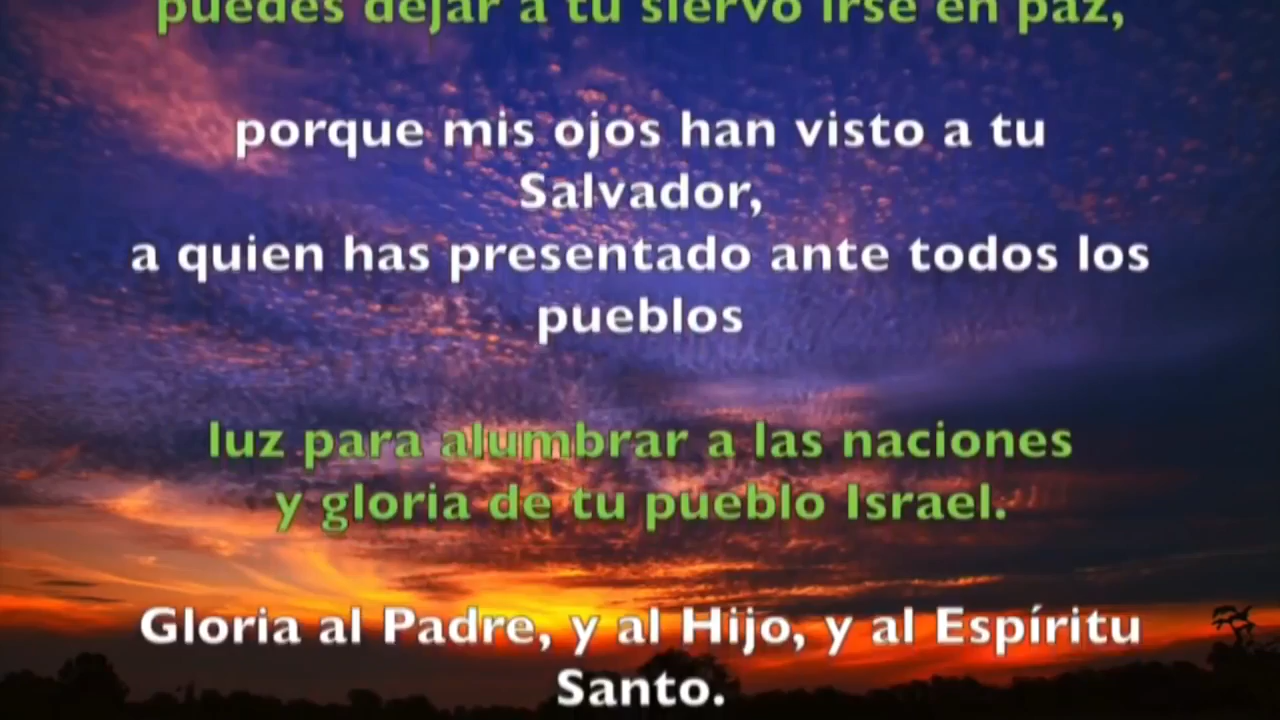 puedes dejar a tu siervo irse en paz,
porque mis ojos han visto a tu
Salvador,
a quien has presentado ante todos los
pueblos
luz para alumbrar a las naciones
y gloria de tu pueblo Israel.
Gloria al Padre, y al Hijo, y al Espíritu
Santo.